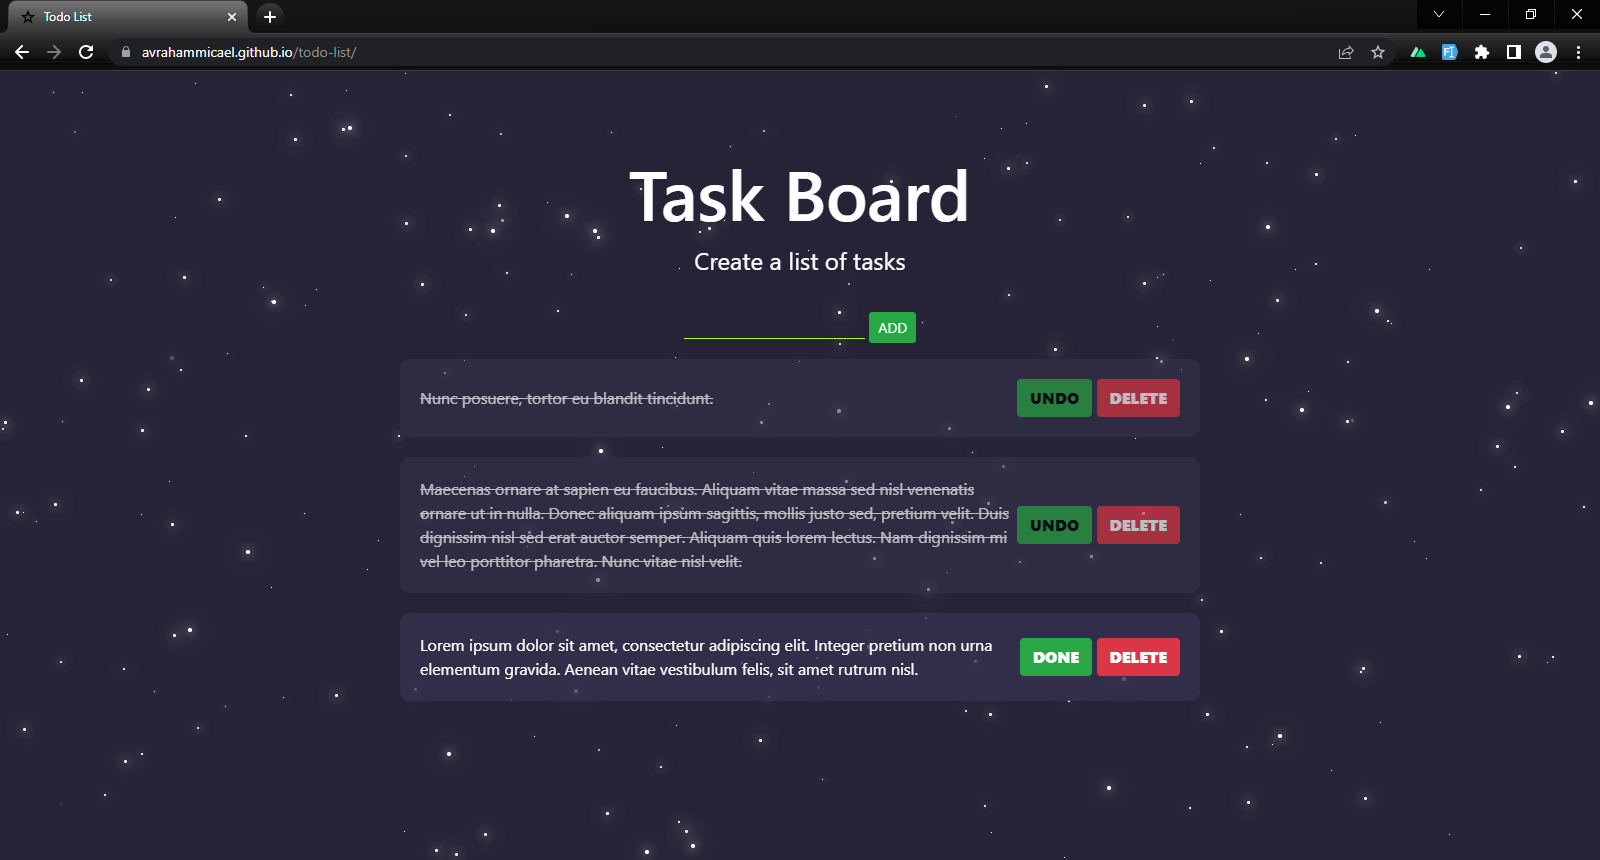 Todo List
avrahammicael.github.io/todo-list/
Task Board
Create a list of tasks
ADD
Nunc posuere, tortor eu blandit tincidunt.
UNDO DELETE
Maecenas ornare at sapien eu faucibus. Aliquam vitae massa sed nisl venenatis
ornare ut in nulla. Donec aliquam ipsum sagittis, mollis justo sed, pretium velit. Duis
dignissim nisl sed erat auctor semper. Aliquam quis lorem lectus. Nam dignissim mi
vel leo porttitor pharetra. Nunc vitae nisl velit.
UNDO DELETE
Lorem ipsum dolor sit amet, consectetur adipiscing elit. Integer pretium non urna
elementum gravida. Aenean vitae vestibulum felis, sit amet rutrum nisl.
DONE DELETE